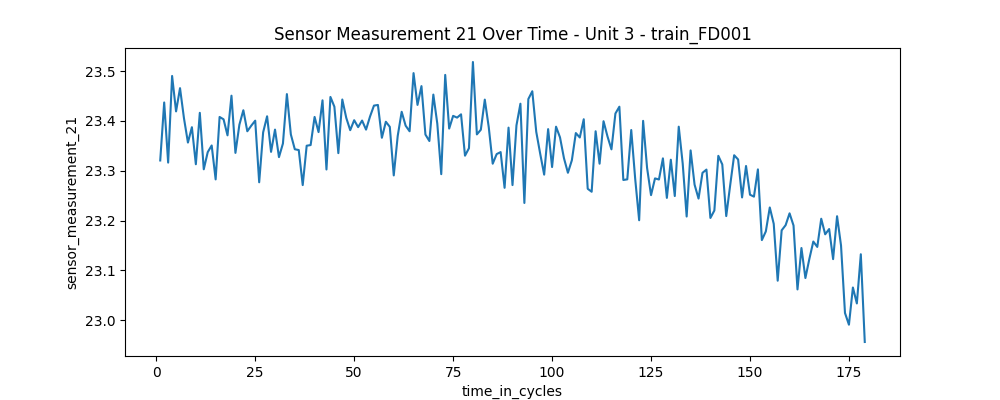 Sensor Measurement 21 Over Time - Unit 3 - train_FD001
sensor_measurement_21
23.5
23.4
23.3
23.2
23.1
23.0
0 25 50 75 100 125 150 175
time_in_cycles